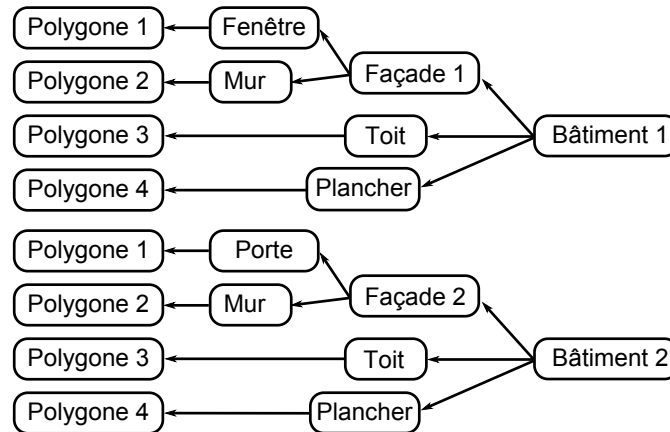 Polygone 1
Fenêtre
Polygone 2
Mur
Façade 1
Polygone 3
Toit
Bâtiment 1
Polygone 4
Plancher
Polygone 1
Porte
Polygone 2
Mur
Façade 2
Polygone 3
Toit
Bâtiment 2
Polygone 4
Plancher